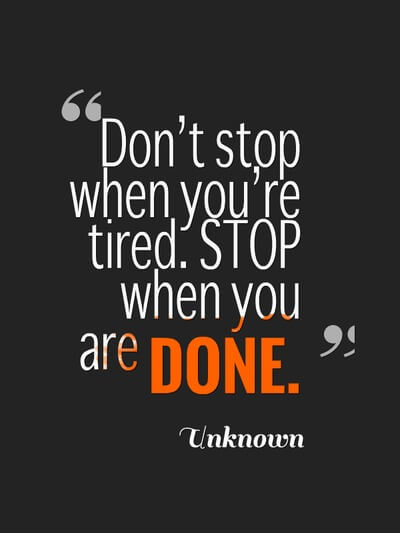 “Don’t stop
when you’re
tired. STOP
when you
are DONE.”
Unknown